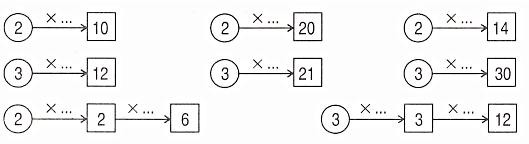 2 × ... 10 2 × ... 20 2 × ... 14
3 × ... 12 3 × ... 21 3 × ... 30
2 × ... 2 × ... 6 3 × ... 3 × ... 12